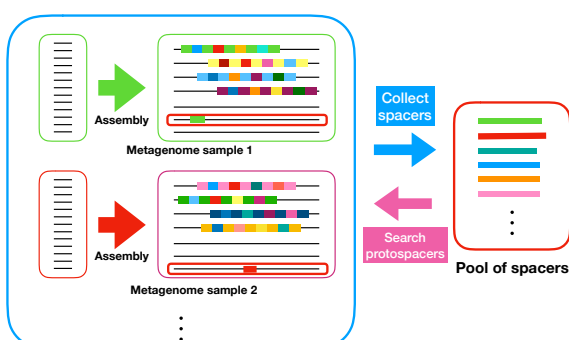 Assembly
Metagenome sample 1
Assembly
Metagenome sample 2
Collect
spacers
Search
protospacers
Pool of spacers